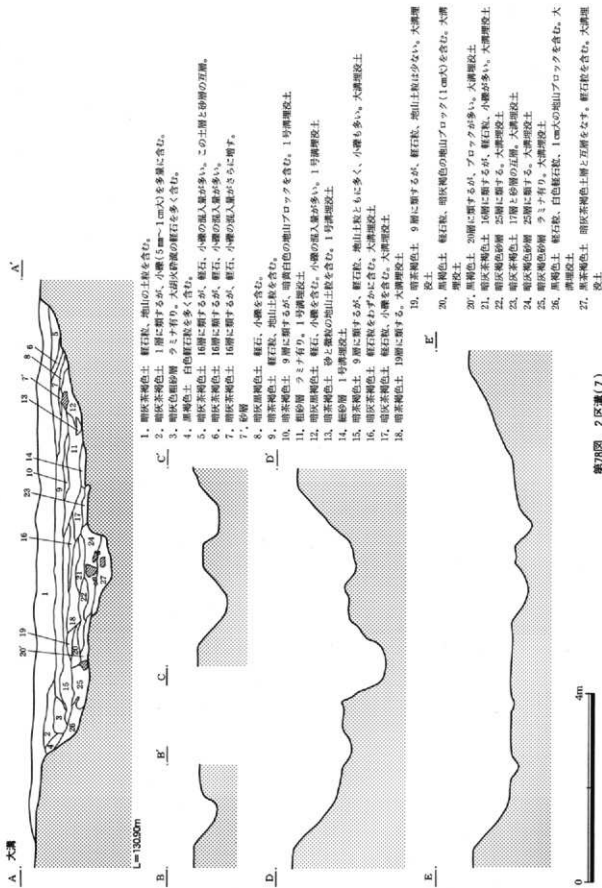 A 大溝 A'
L=130.90m
B B' C C'
D D'
E E'
0 4m
1. 暗灰茶褐色土 軽石粒、地山の土粒を含む。
2. 暗灰茶褐色土 1層に類するが、小礫(5㎜~1㎝大)を多量に含む。
3. 暗灰色粗砂層 ラミナ有り。大胡火砕流の軽石を多く含む。
4. 黒褐色土 白色軽石粒を多く含む。
5. 暗灰茶褐色土 16層に類するが、軽石、小礫の混入量が多い。この土層と砂層の互層。
6. 暗灰茶褐色土 16層に類するが、軽石、小礫の混入量が多い。
7. 暗灰茶褐色土 16層に類するが、軽石、小礫の混入量がさらに増す。
7'. 砂層
8. 暗灰黒褐色土 軽石、小礫を含む。
9. 暗茶褐色土 軽石粒、地山土粒を含む。
10. 暗茶褐色土 9層に類するが、暗黄白色の地山ブロックを含む。1号溝埋没土
11. 粗砂層 ラミナ有り。1号溝埋没土
12. 暗灰黒褐色土 軽石、小礫を含む。小礫の混入量が多い。1号溝埋没土
13. 暗茶褐色土 砂と微粒の地山土粒を含む。1号溝埋没土
14. 細砂層 1号溝埋没土
15. 暗茶褐色土 9層に類するが、軽石粒、地山土粒ともに多く、小礫も多い。大溝埋没土
16. 暗灰茶褐色土 軽石粒をわずかに含む。大溝埋没土
17. 暗灰茶褐色土 軽石粒、小礫を含む。大溝埋没土
18. 暗茶褐色土 19層に類する。大溝埋没土
19. 暗茶褐色土 9層に類するが、軽石粒、地山土粒は少ない。大溝埋
没土
20. 黒褐色土 軽石粒、暗灰褐色の地山ブロック(1㎝大)を含む。大溝
埋没土
20'. 黒褐色土 20層に類するが、ブロックが多い。大溝埋没土
21. 暗灰茶褐色土 16層に類するが、軽石粒、小礫が多い。大溝埋没土
22. 暗灰褐色砂層 25層に類する。大溝埋没土
23. 暗灰茶褐色土 17層と砂層の互層。大溝埋没土
24. 暗灰褐色砂層 25層に類する。大溝埋没土
25. 暗灰褐色砂層 ラミナ有り。大溝埋没土
26. 黒褐色土 軽石粒、白色軽石粒、1㎝大の地山ブロックを含む。大
溝埋没土
27. 黒茶褐色土 暗灰茶褐色土層と互層をなす。軽石粒を含む。大溝埋
没土
第78図 2区溝(7)